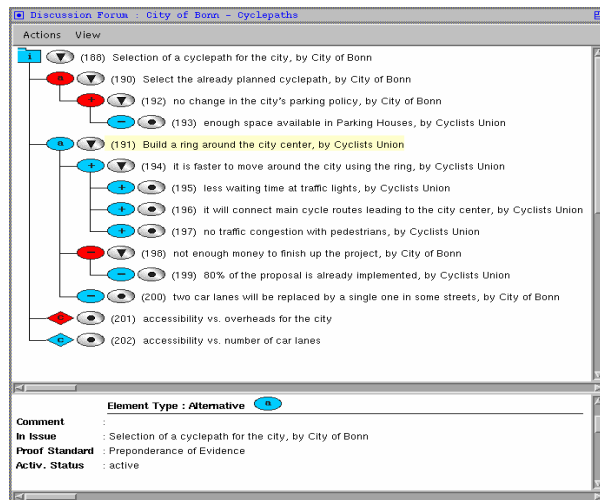 Discussion Forum : City of Bonn - Cyclepaths
Actions View
i (188) Selection of a cyclepath for the city, by City of Bonn
a (190) Select the already planned cyclepath, by City of Bonn
+ (192) no change in the city's parking policy, by City of Bonn
− (193) enough space available in Parking Houses, by Cyclists Union
a (191) Build a ring around the city center, by Cyclists Union
+ (194) it is faster to move around the city using the ring, by Cyclists Union
+ (195) less waiting time at traffic lights, by Cyclists Union
+ (196) it will connect main cycle routes leading to the city center, by Cyclists Union
+ (197) no traffic congestion with pedestrians, by Cyclists Union
− (198) not enough money to finish up the project, by City of Bonn
− (199) 80% of the proposal is already implemented, by Cyclists Union
− (200) two car lanes will be replaced by a single one in some streets, by City of Bonn
c (201) accessibility vs. overheads for the city
c (202) accessibility vs. number of car lanes
Element Type : Alternative a
Comment :
In Issue : Selection of a cyclepath for the city, by City of Bonn
Proof Standard : Preponderance of Evidence
Activ. Status : active